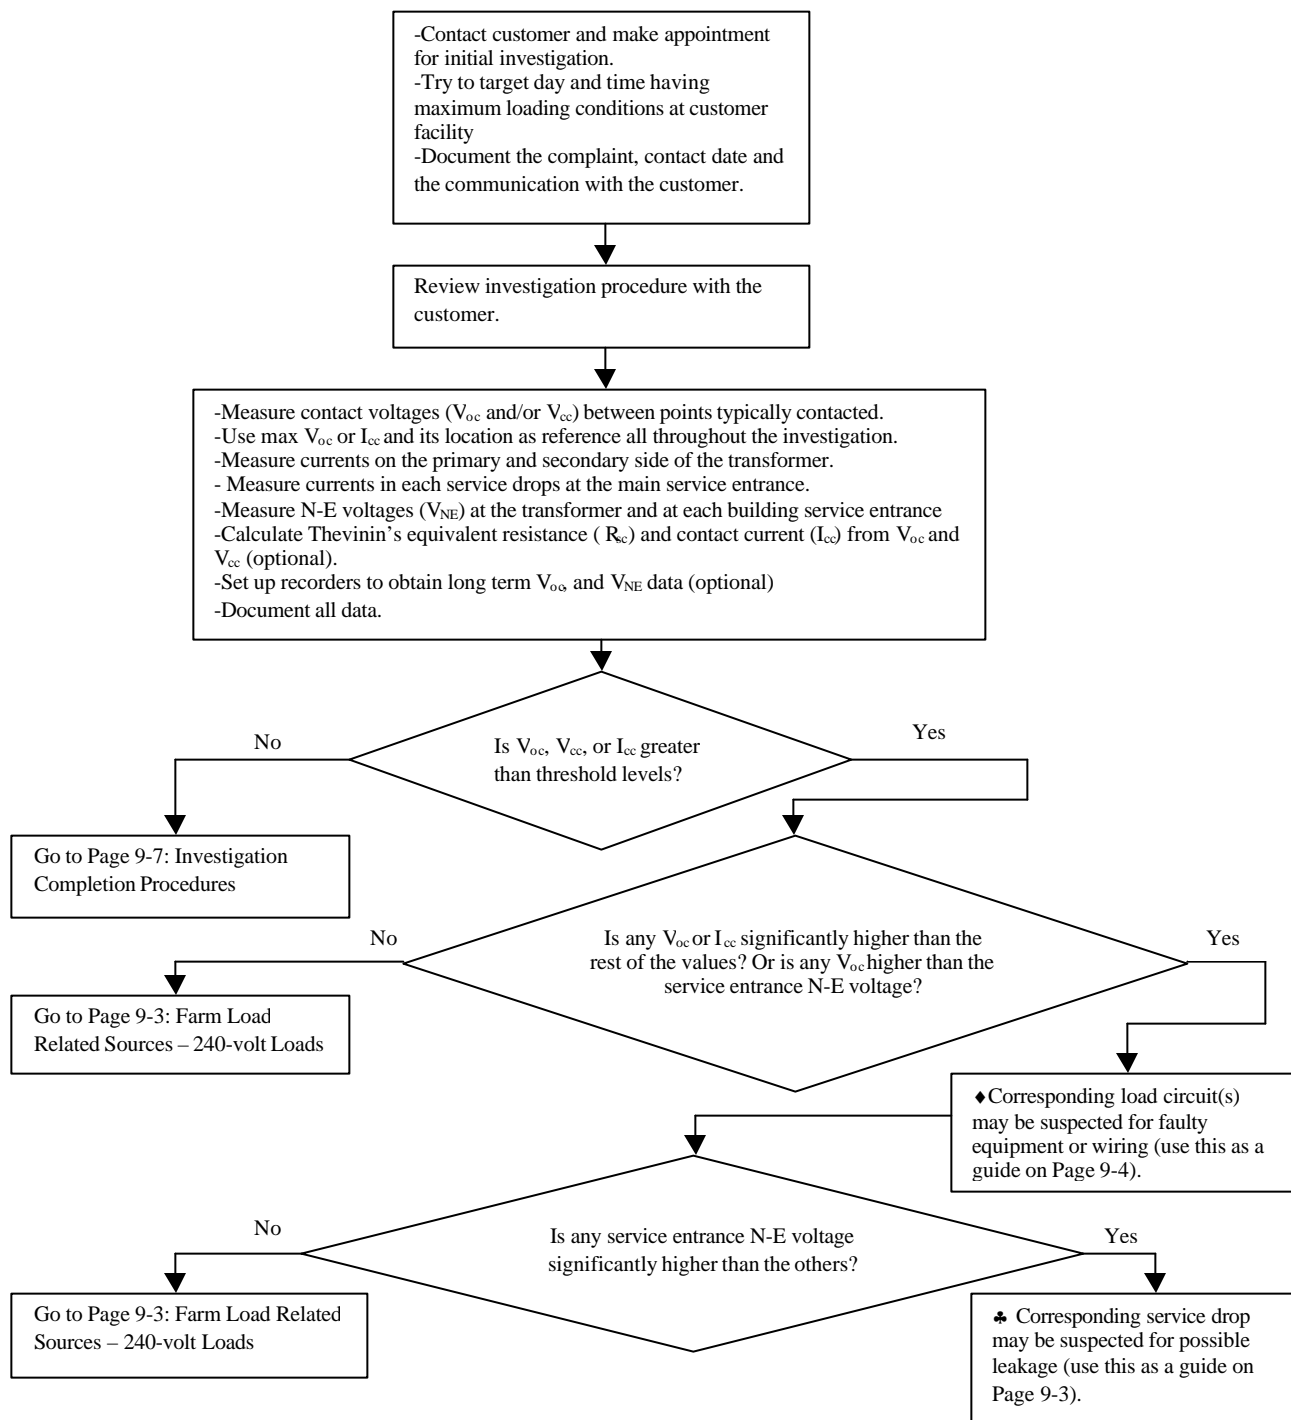 -Contact customer and make appointment
for initial investigation.
-Try to target day and time having
maximum loading conditions at customer
facility
-Document the complaint, contact date and
the communication with the customer.
Review investigation procedure with the
customer.
-Measure contact voltages (Voc and/or Vcc) between points typically contacted.
-Use max Voc or Icc and its location as reference all throughout the investigation.
-Measure currents on the primary and secondary side of the transformer.
- Measure currents in each service drops at the main service entrance.
-Measure N-E voltages (VNE) at the transformer and at each building service entrance
-Calculate Thevinin's equivalent resistance ( Rsc) and contact current (Icc) from Voc and
Vcc (optional).
-Set up recorders to obtain long term Voc, and VNE data (optional)
-Document all data.
Is Voc, Vcc, or Icc greater
than threshold levels?
No
Yes
Go to Page 9-7: Investigation
Completion Procedures
Is any Voc or Icc significantly higher than the
rest of the values? Or is any Voc higher than the
service entrance N-E voltage?
No
Yes
Go to Page 9-3: Farm Load
Related Sources – 240-volt Loads
♦Corresponding load circuit(s)
may be suspected for faulty
equipment or wiring (use this as a
guide on Page 9-4).
Is any service entrance N-E voltage
significantly higher than the others?
No
Yes
Go to Page 9-3: Farm Load Related
Sources – 240-volt Loads
♣ Corresponding service drop
may be suspected for possible
leakage (use this as a guide on
Page 9-3).